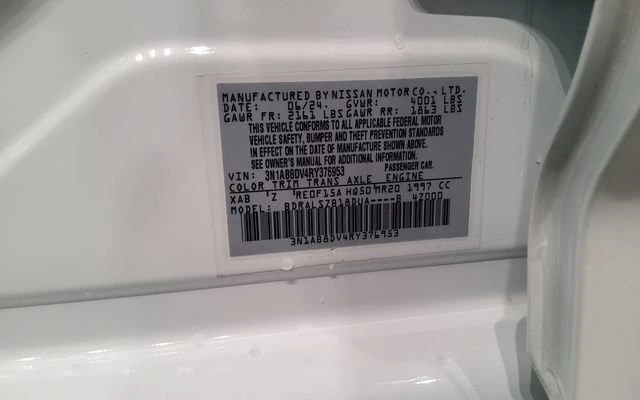 MANUFACTURED BY NISSAN MOTOR CO., LTD.
DATE: 06/24. GVWR: 4001 LBS
GAWR FR: 2161 LBS GAWR RR: 1863 LBS
THIS VEHICLE CONFORMS TO ALL APPLICABLE FEDERAL MOTOR
VEHICLE SAFETY, BUMPER AND THEFT PREVENTION STANDARDS
IN EFFECT ON THE DATE OF MANUFACTURE SHOWN ABOVE.
SEE OWNER'S MANUAL FOR ADDITIONAL INFORMATION.
VIN: 3N1AB8DV4RY376953 PASSENGER CAR.
COLOR TRIM TRANS AXLE ENGINE
XAB Z RE0F15A HQ50 MR20 1997 CC
MODEL: BDRALSZB18DUA----B 42000
3N1AB8DV4RY376953